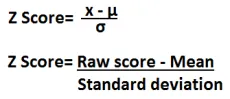 Z Score= x - μ
σ
Z Score= Raw score - Mean
Standard deviation